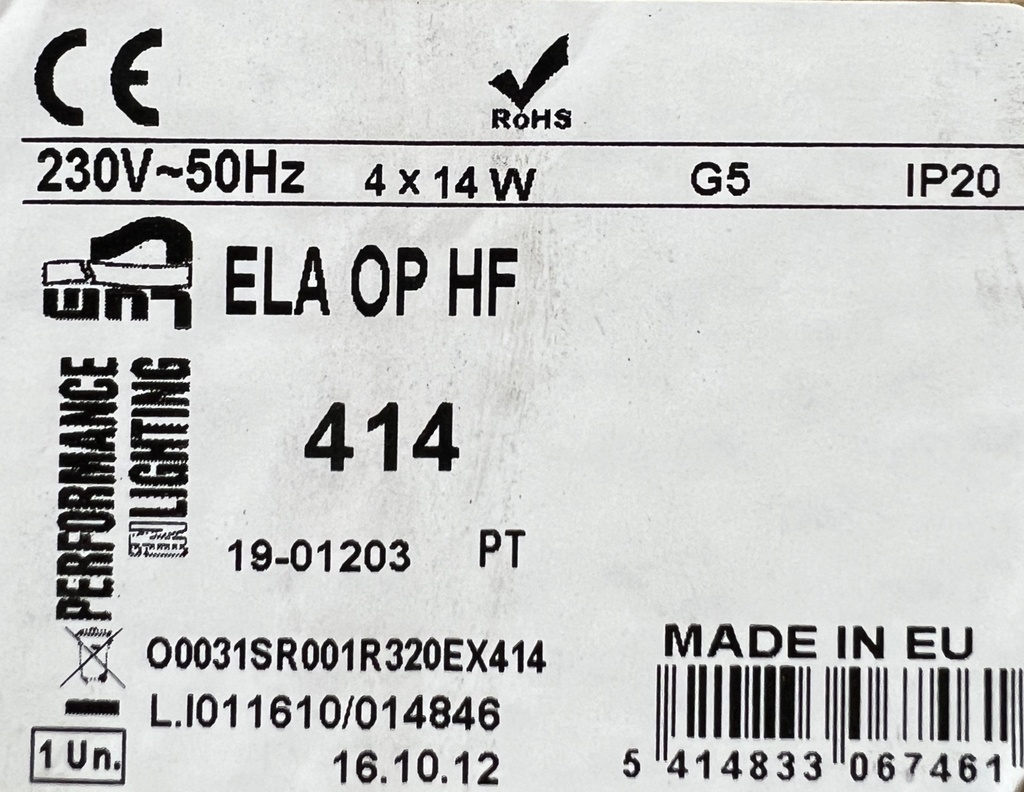 CE
RoHS
230V~50Hz 4 x 14 W G5 IP20
ELA OP HF
PERFORMANCE
LIGHTING
414
19-01203 PT
O0031SR001R320EX414
L.I011610/014846
1 Un.
16.10.12
MADE IN EU
5 414833 067461